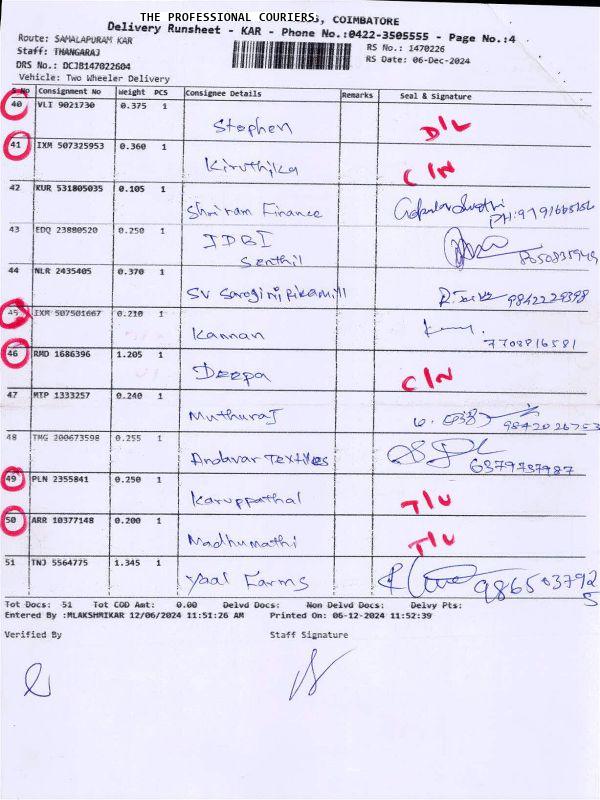 THE PROFESSIONAL COURIERS, COIMBATORE
Delivery Runsheet - KAR - Phone No.:0422-3505555 - Page No.:4
Route: SAMALAPURAM KAR
Staff: THANGARAJ
DRS No.: DCJB147022604
Vehicle: Two Wheeler Delivery
RS No.: 1470226
RS Date: 06-Dec-2024
S No Consignment No Weight PCS Consignee Details Remarks Seal & Signature
40 VLI 9021730 0.375 1 Stephen D/L
41 IXM 507325953 0.360 1 Kiruthika C/N
42 KUR 531805035 0.105 1 Shriram Finance
43 EDQ 23880520 0.250 1 IDBI
Senthil
44 NLR 2435405 0.370 1 SV 9842229398
45 IXM 507501667 0.210 1 Kannan
7708816581
46 RMD 1686396 1.205 1 Deepa C/N
47 MTP 1333257 0.240 1 Muthuraj
48 TMG 200673598 0.255 1 Andavar Textiles 6379737987
49 PLN 2355841 0.250 1 Karuppathal T/U
50 ARR 10377148 0.200 1 Madhumathi T/U
51 TNJ 5564775 1.345 1 Yaal Farms
Tot Docs: 51 Tot COD Amt: 0.00 Delvd Docs: Non Delvd Docs: Delvy Pts:
Entered By :MLAKSHMIKAR 12/06/2024 11:51:26 AM Printed On: 06-12-2024 11:52:39
Verified By Staff Signature